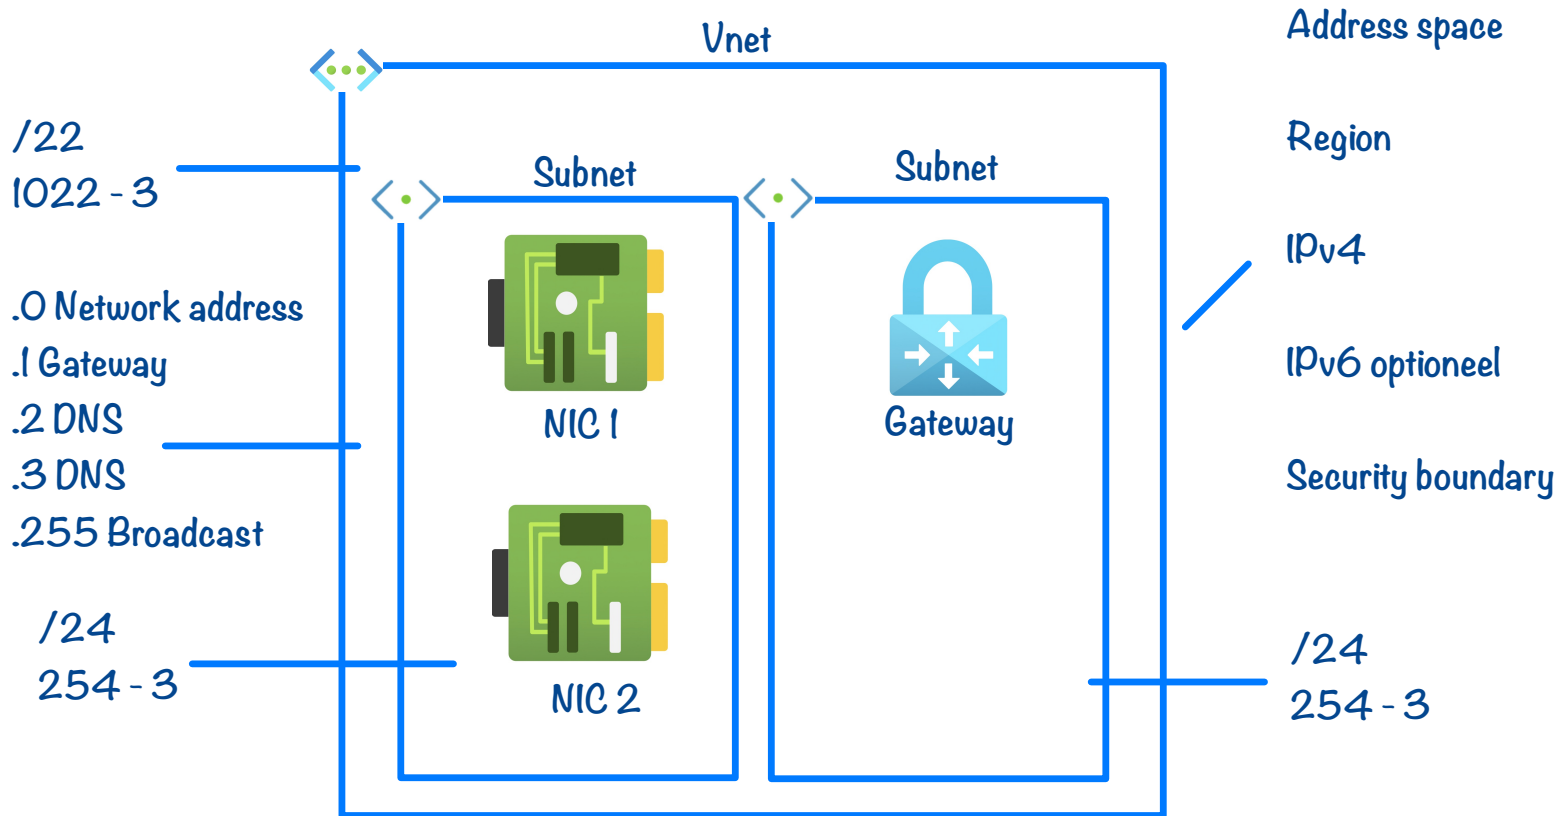 Vnet
/22
1022 - 3
.0 Network address
.1 Gateway
.2 DNS
.3 DNS
.255 Broadcast
/24
254 - 3
Subnet
NIC 1
NIC 2
Subnet
Gateway
Address space
Region
IPv4
IPv6 optioneel
Security boundary
/24
254 - 3